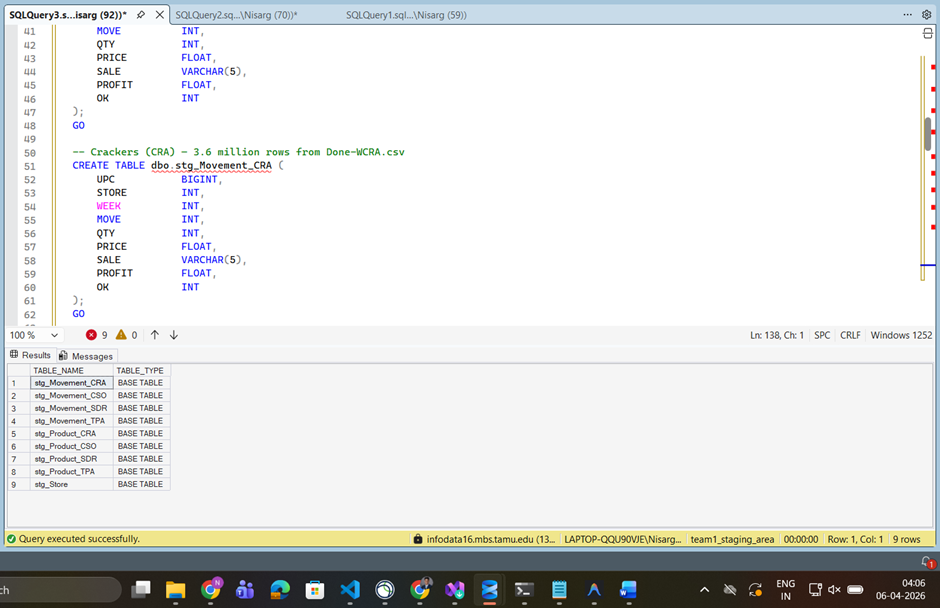 SQLQuery3.s...isarg (92))*
SQLQuery2.sq...\Nisarg (70))*
SQLQuery1.sql...\Nisarg (59))
41 MOVE INT,
42 QTY INT,
43 PRICE FLOAT,
44 SALE VARCHAR(5),
45 PROFIT FLOAT,
46 OK INT
47 );
48 GO
49
50 -- Crackers (CRA) - 3.6 million rows from Done-WCRA.csv
51 CREATE TABLE dbo.stg_Movement_CRA (
52 UPC BIGINT,
53 STORE INT,
54 WEEK INT,
55 MOVE INT,
56 QTY INT,
57 PRICE FLOAT,
58 SALE VARCHAR(5),
59 PROFIT FLOAT,
60 OK INT
61 );
62 GO
100 % 9 0 Ln: 138, Ch: 1 SPC CRLF Windows 1252
Results Messages
TABLE_NAME TABLE_TYPE
1 stg_Movement_CRA BASE TABLE
2 stg_Movement_CSO BASE TABLE
3 stg_Movement_SDR BASE TABLE
4 stg_Movement_TPA BASE TABLE
5 stg_Product_CRA BASE TABLE
6 stg_Product_CSO BASE TABLE
7 stg_Product_SDR BASE TABLE
8 stg_Product_TPA BASE TABLE
9 stg_Store BASE TABLE
Query executed successfully. infodata16.mbs.tamu.edu (13... LAPTOP-QQU90VJE\Nisarg... team1_staging_area 00:00:00 Row: 1, Col: 1 9 rows
1
ch
ENG
IN
04:06
06-04-2026